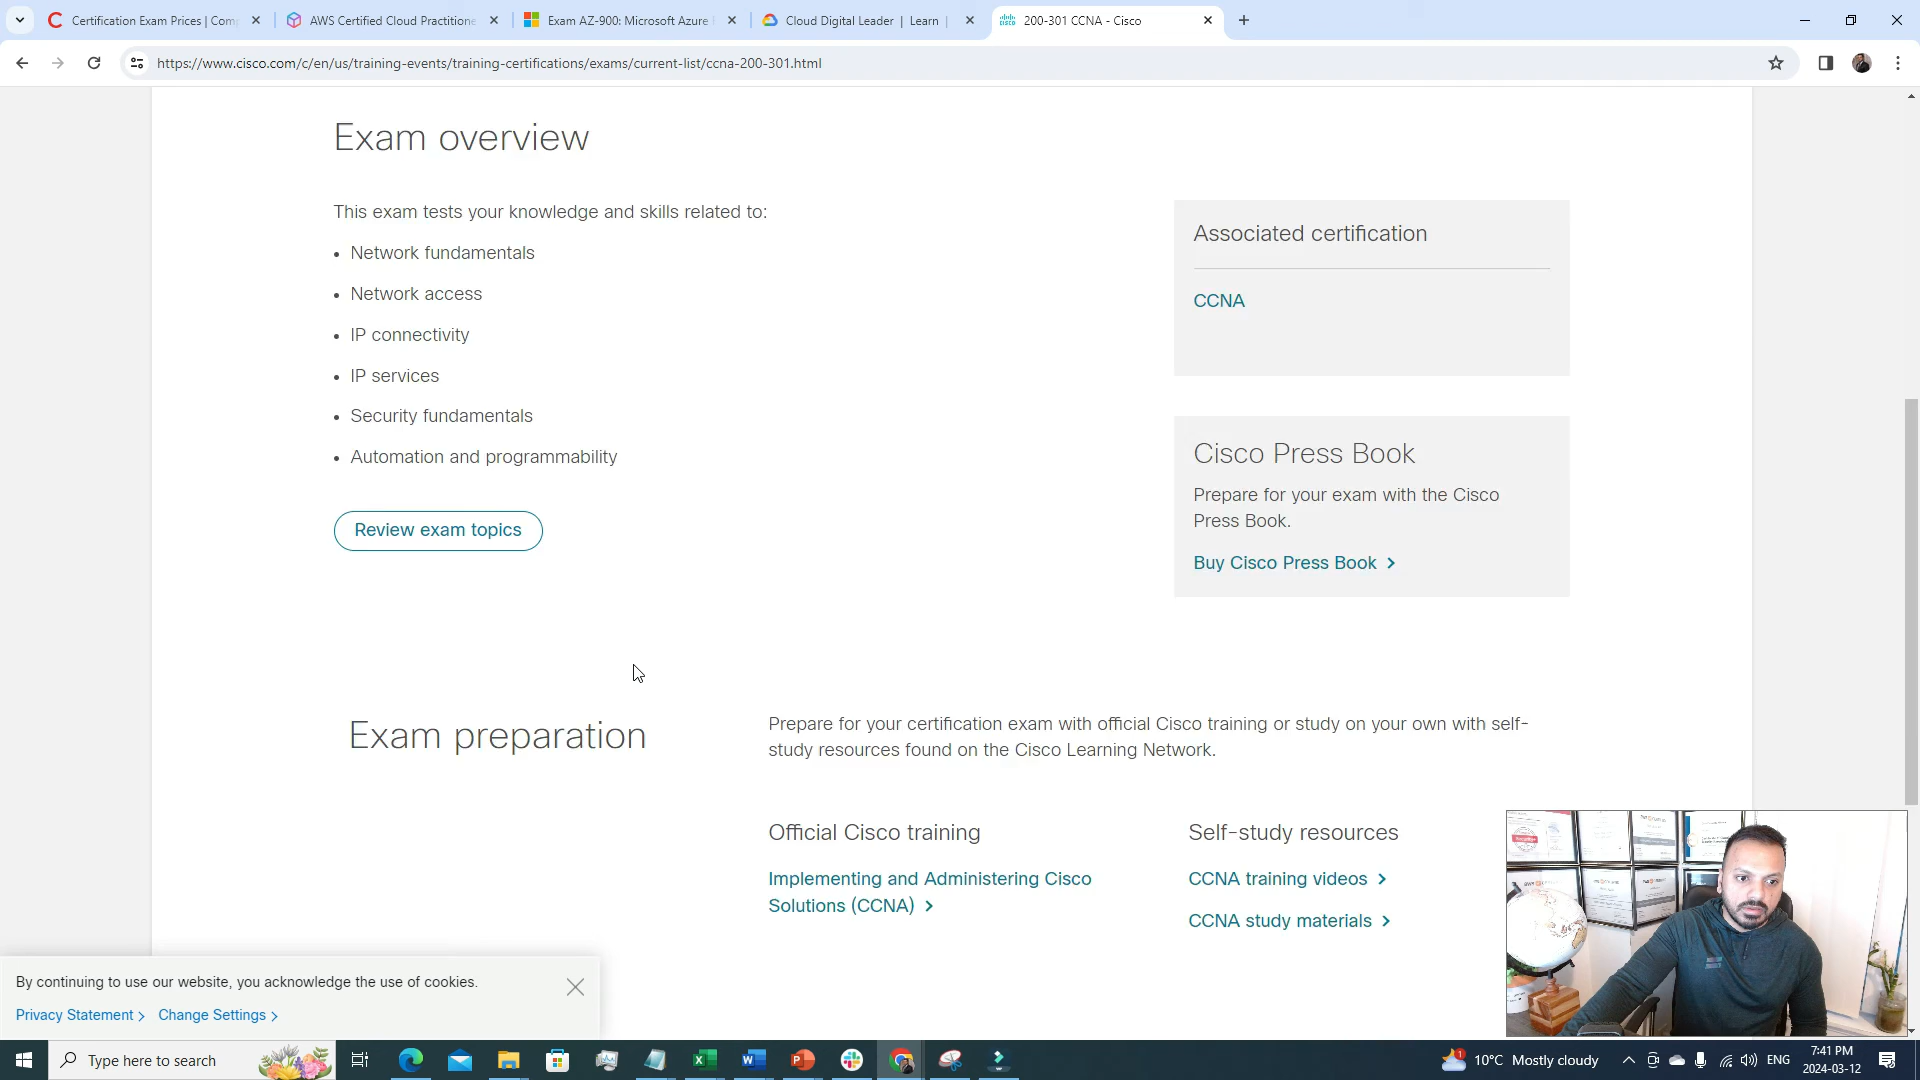 Certification Exam Prices | Com
AWS Certified Cloud Practitione
Exam AZ-900: Microsoft Azure
Cloud Digital Leader | Learn |
200-301 CCNA - Cisco
https://www.cisco.com/c/en/us/training-events/training-certifications/exams/current-list/ccna-200-301.html
Exam overview
This exam tests your knowledge and skills related to:
• Network fundamentals
• Network access
• IP connectivity
• IP services
• Security fundamentals
• Automation and programmability
Review exam topics
Associated certification
CCNA
Cisco Press Book
Prepare for your exam with the Cisco
Press Book.
Buy Cisco Press Book
Exam preparation
Prepare for your certification exam with official Cisco training or study on your own with self-
study resources found on the Cisco Learning Network.
Official Cisco training
Implementing and Administering Cisco
Solutions (CCNA)
Self-study resources
CCNA training videos
CCNA study materials
By continuing to use our website, you acknowledge the use of cookies.
Privacy Statement
Change Settings
Type here to search
1
10°C Mostly cloudy
ENG
7:41 PM
2024-03-12